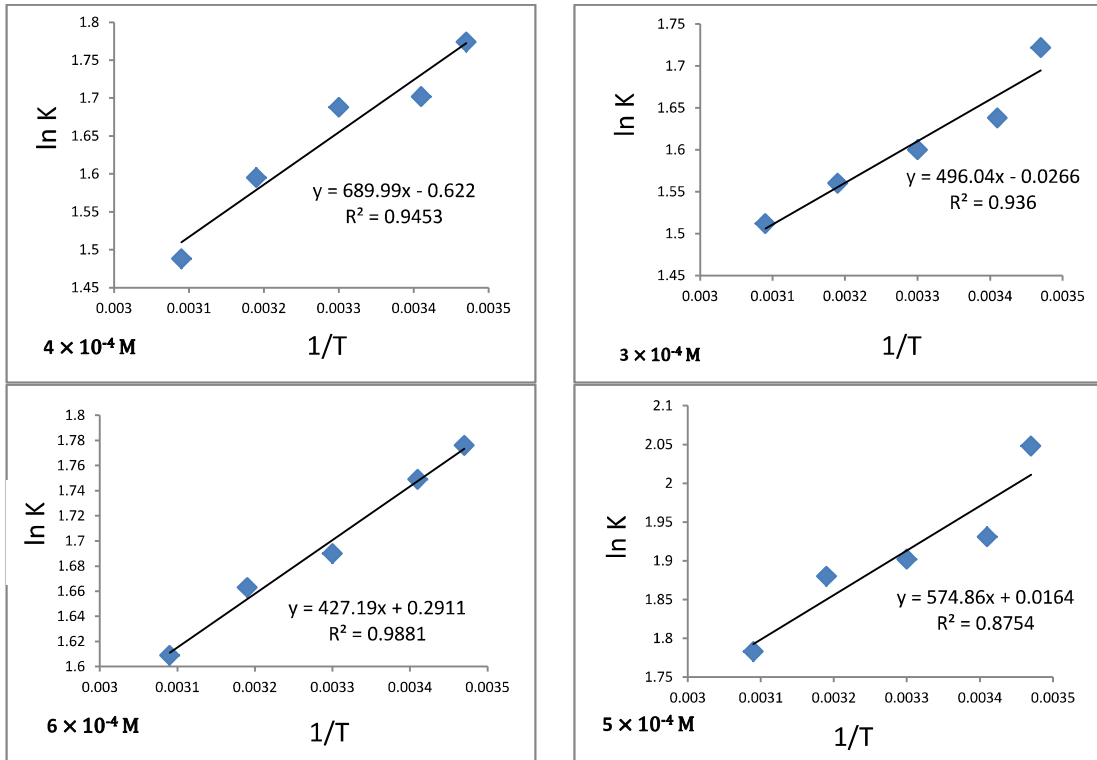 1.8
1.75
1.7
1.65
1.6
1.55
1.5
1.45
ln K
y = 689.99x - 0.622
R² = 0.9453
0.003 0.0031 0.0032 0.0033 0.0034 0.0035
4 × 10⁻⁴ M
1/T
1.75
1.7
1.65
1.6
1.55
1.5
1.45
ln K
y = 496.04x - 0.0266
R² = 0.936
0.003 0.0031 0.0032 0.0033 0.0034 0.0035
3 × 10⁻⁴ M
1/T
1.8
1.78
1.76
1.74
1.72
1.7
1.68
1.66
1.64
1.62
1.6
ln K
y = 427.19x + 0.2911
R² = 0.9881
0.003 0.0031 0.0032 0.0033 0.0034 0.0035
6 × 10⁻⁴ M
1/T
2.1
2.05
2
1.95
1.9
1.85
1.8
1.75
ln K
y = 574.86x + 0.0164
R² = 0.8754
0.003 0.0031 0.0032 0.0033 0.0034 0.0035
5 × 10⁻⁴ M
1/T